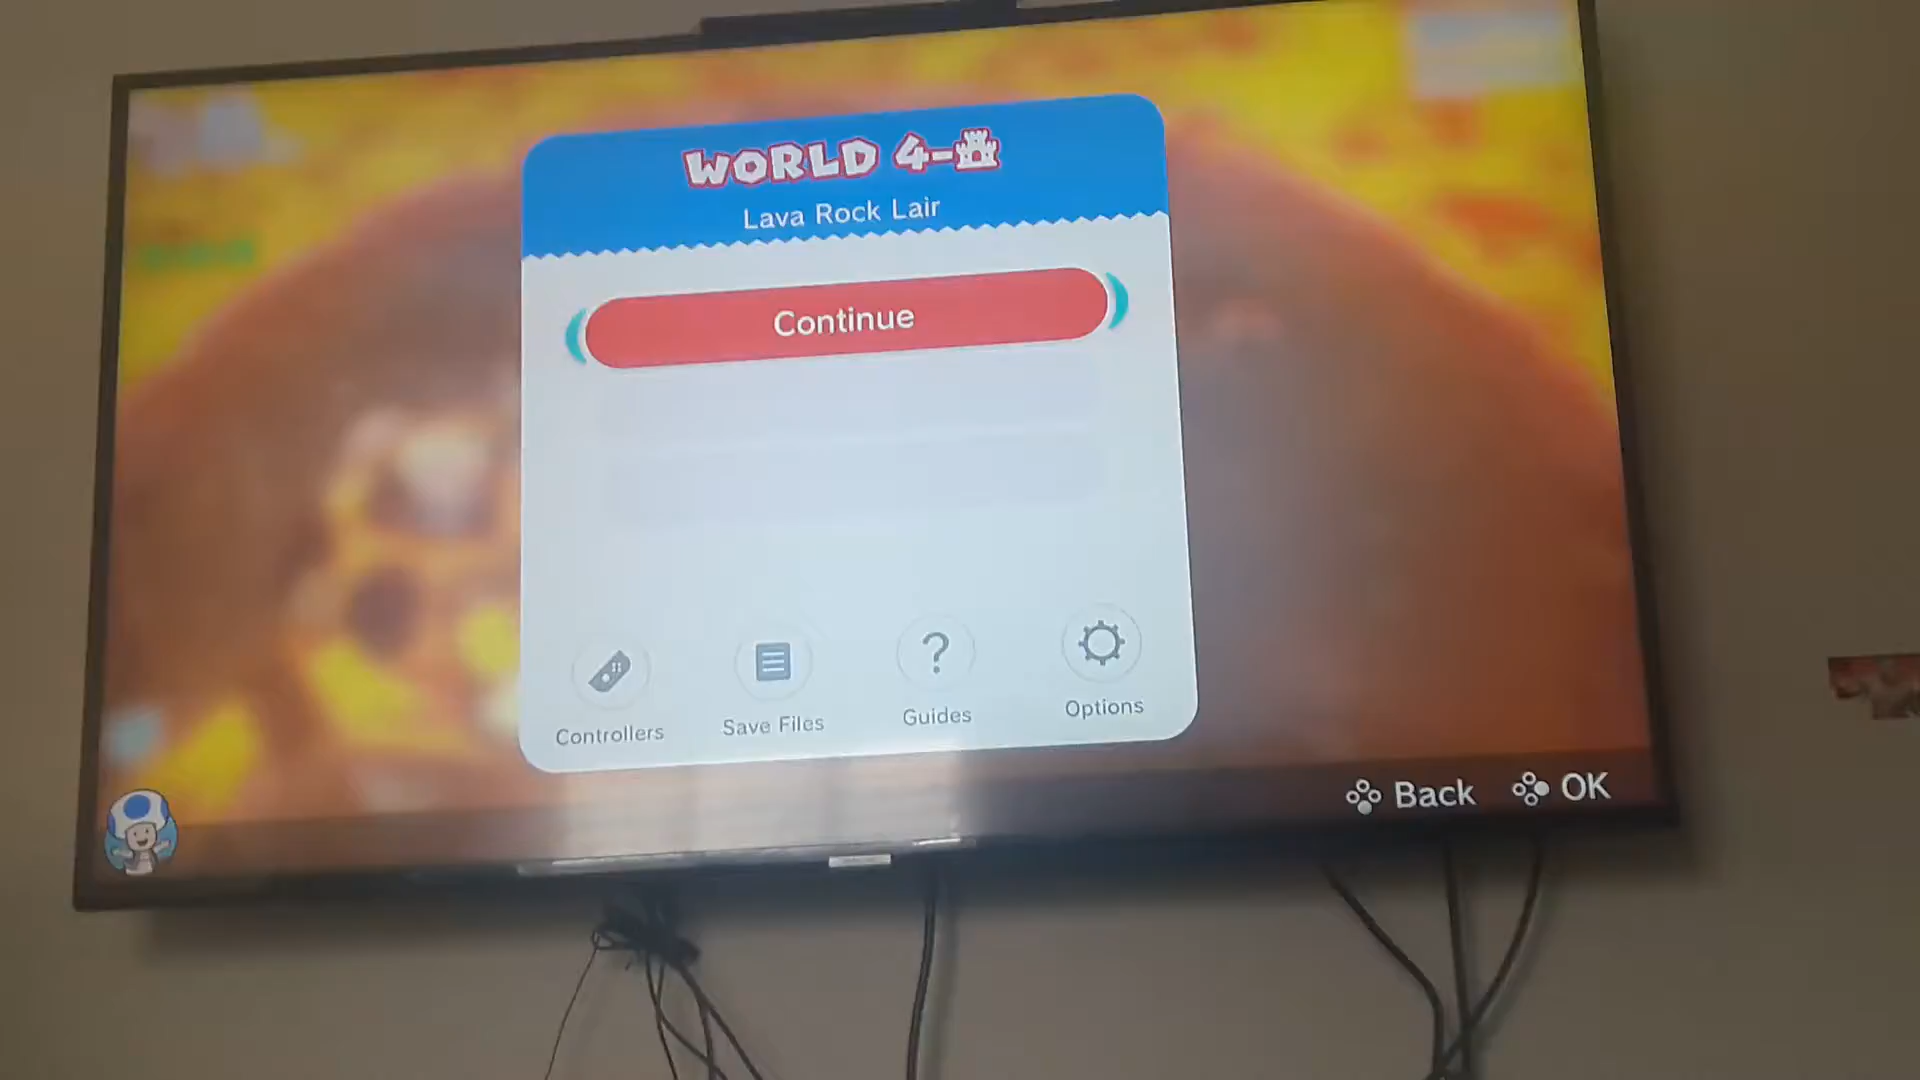 WORLD 4-
Lava Rock Lair
Continue
Controllers
Save Files
?
Guides
Options
Back
OK